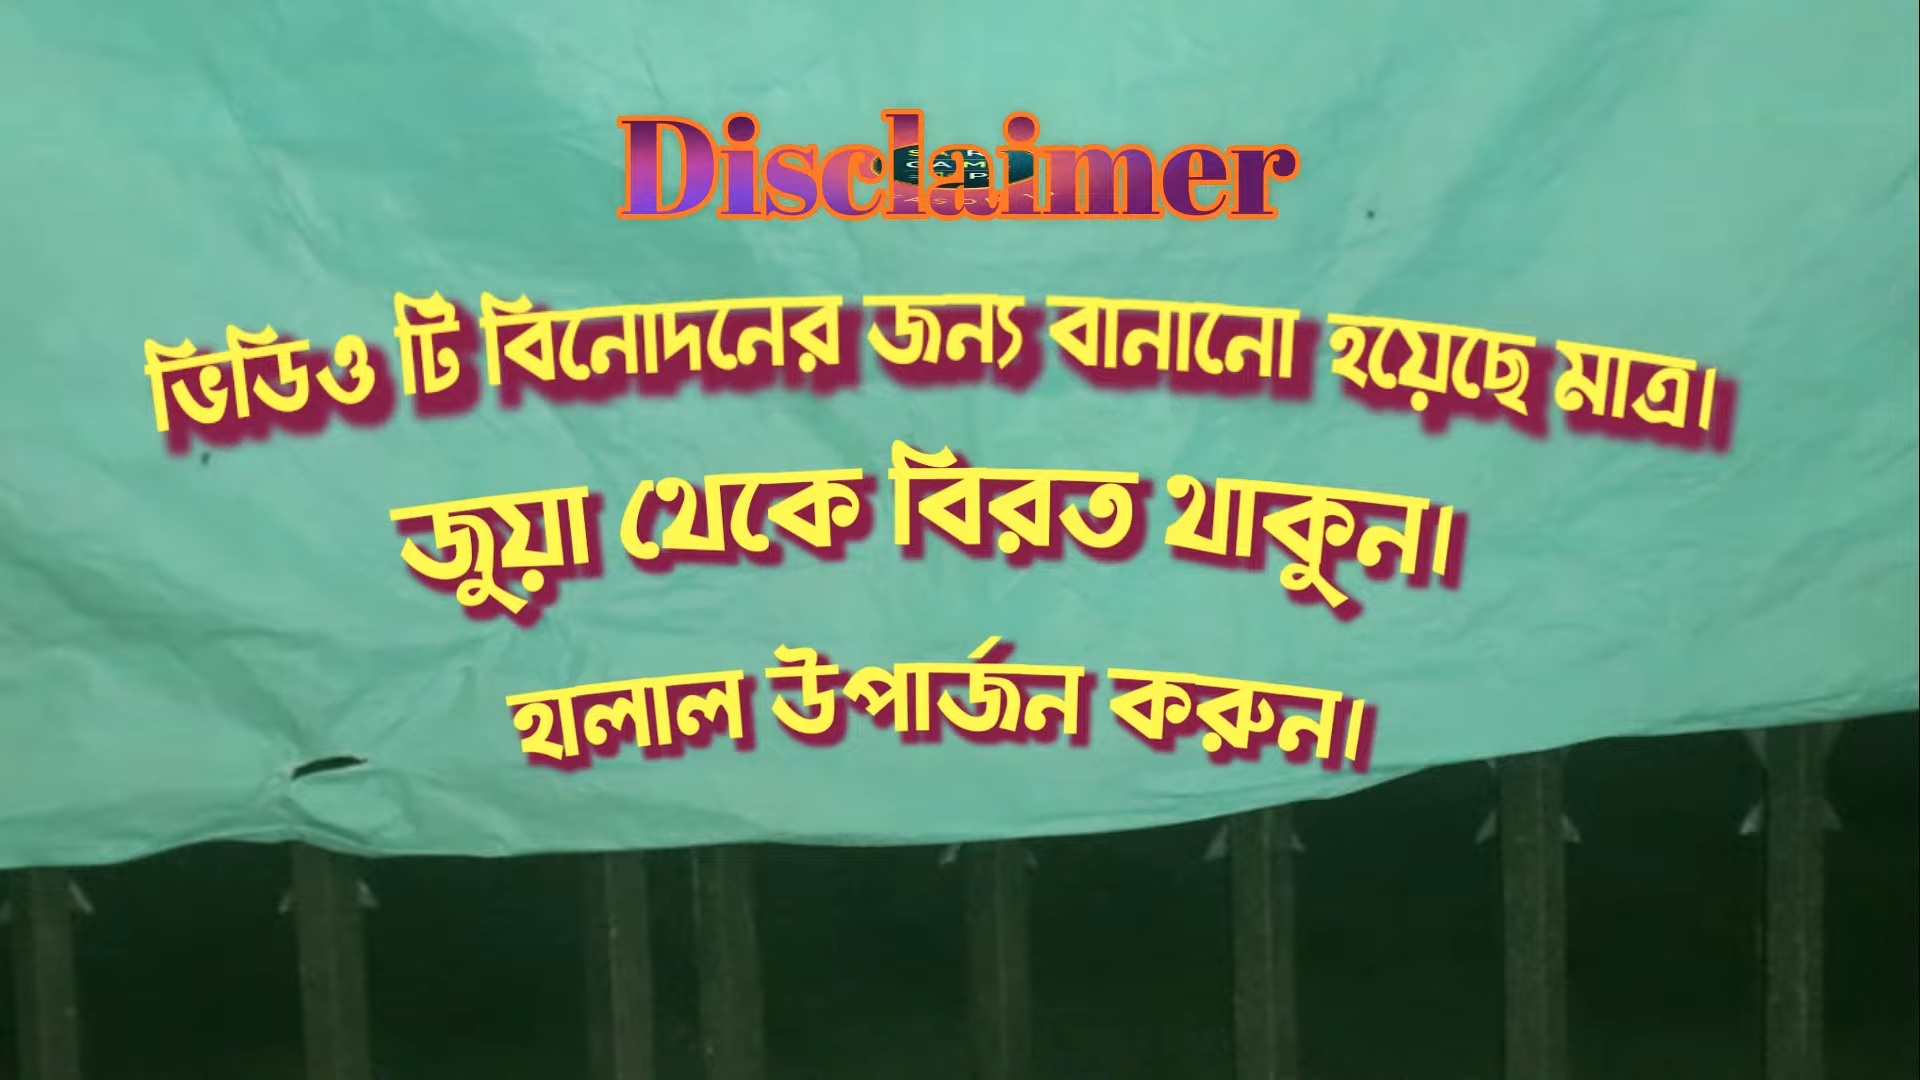 Disclaimer
ভিডিও টি বিনোদনের জন্য বানানো হয়েছে মাত্র।
জুয়া থেকে বিরত থাকুন।
হালাল উপার্জন করুন।